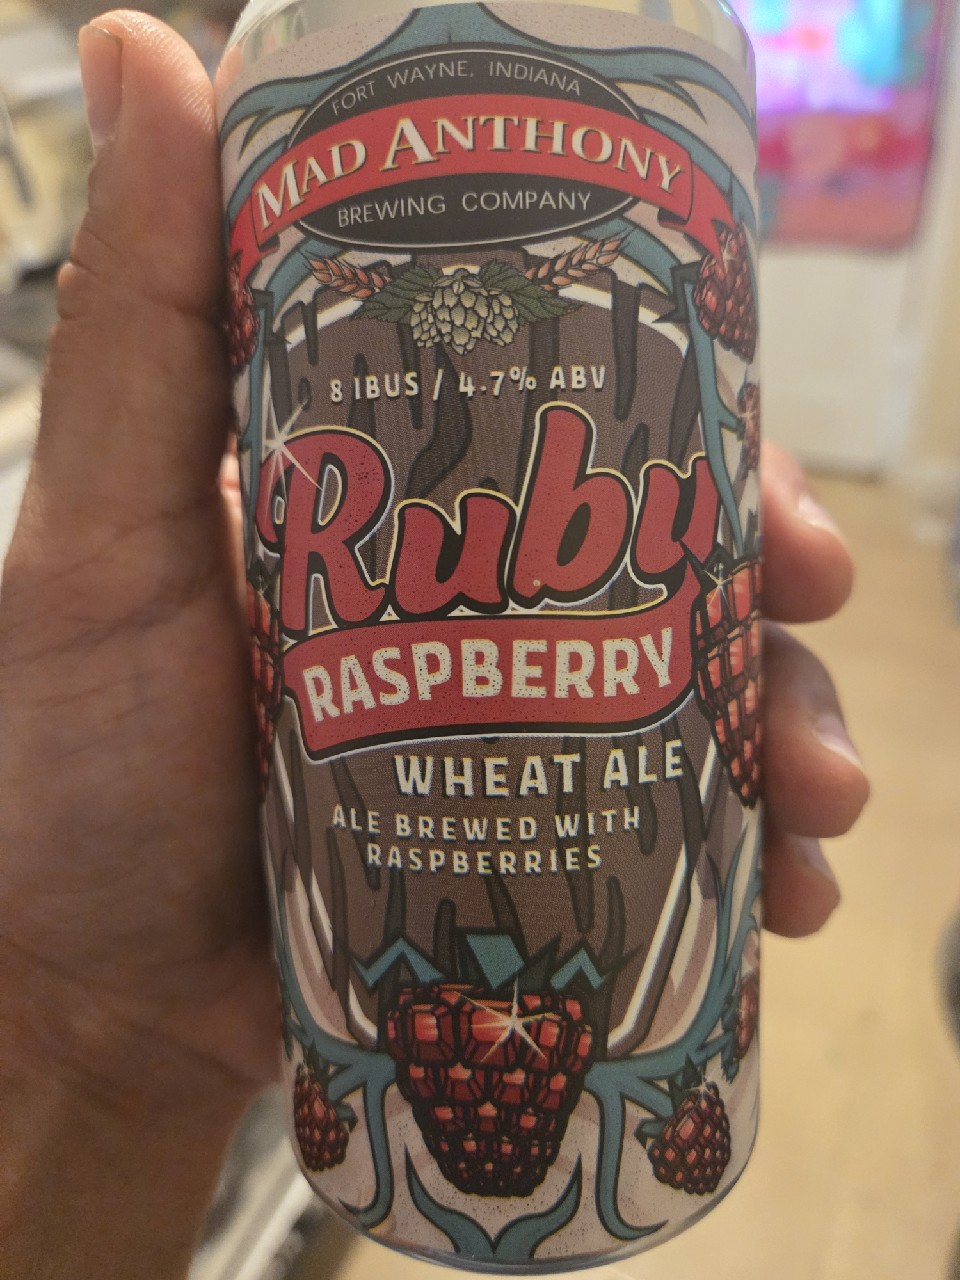 FORT WAYNE, INDIANA
MAD ANTHONY
BREWING COMPANY
8 IBUS / 4.7% ABV
Ruby
RASPBERRY
WHEAT ALE
ALE BREWED WITH
RASPBERRIES